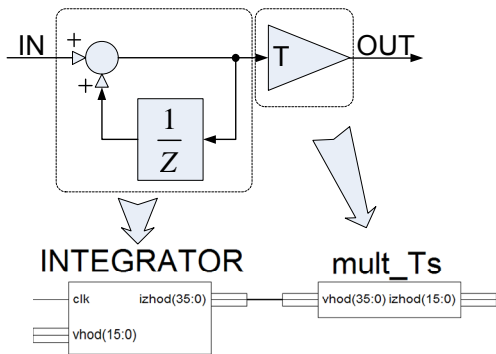 IN
+
T
OUT
+
1
Z
INTEGRATOR
mult_Ts
clk
izhod(35:0)
vhod(35:0)
izhod(15:0)
vhod(15:0)